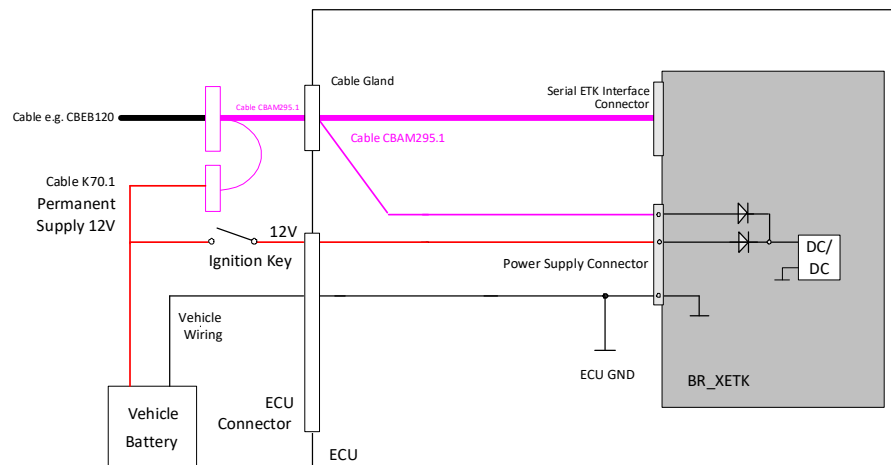 Cable Gland
Serial ETK Interface
Connector
Cable CBAM295.1
Cable e.g. CBEB120
Cable CBAM295.1
Cable K70.1
Permanent
Supply 12V
12V
Ignition Key
Power Supply Connector
DC/
DC
Vehicle
Wiring
ECU GND
BR_XETK
Vehicle
Battery
ECU
Connector
ECU